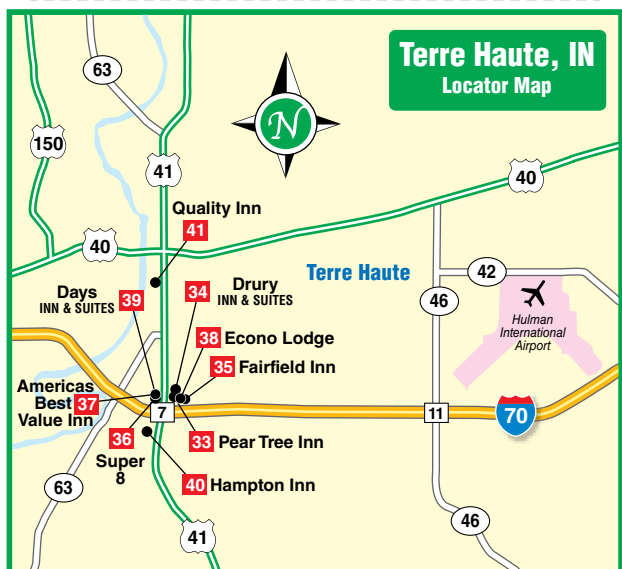 Terre Haute, IN
Locator Map
63
N
150
41
40
Quality Inn
41
40
Terre Haute
42
46
Hulman
International
Airport
Days
INN & SUITES
39
34
Drury
INN & SUITES
38 Econo Lodge
35 Fairfield Inn
Americas
Best
Value Inn
37
7
11
70
36
Super
8
33 Pear Tree Inn
40 Hampton Inn
63
41
46